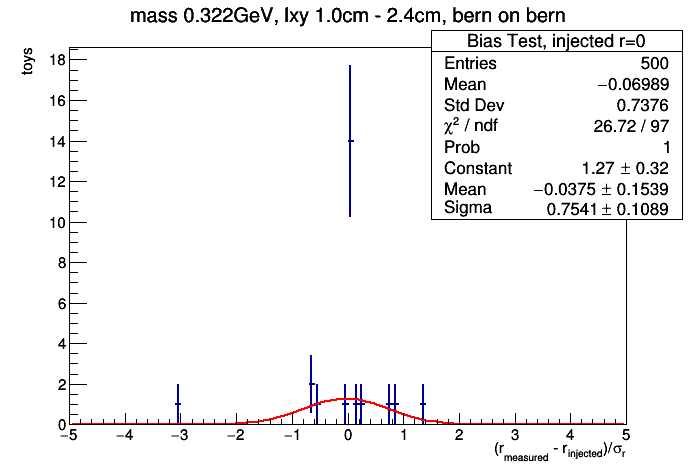 mass 0.322GeV, lxy 1.0cm - 2.4cm, bern on bern
Bias Test, injected r=0
Entries 500
Mean −0.06989
Std Dev 0.7376
χ² / ndf 26.72 / 97
Prob 1
Constant 1.27 ± 0.32
Mean −0.0375 ± 0.1539
Sigma 0.7541 ± 0.1089
toys
18
16
14
12
10
8
6
4
2
0
−5 −4 −3 −2 −1 0 1 2 3 4 5
(r_measured - r_injected)/σ_r